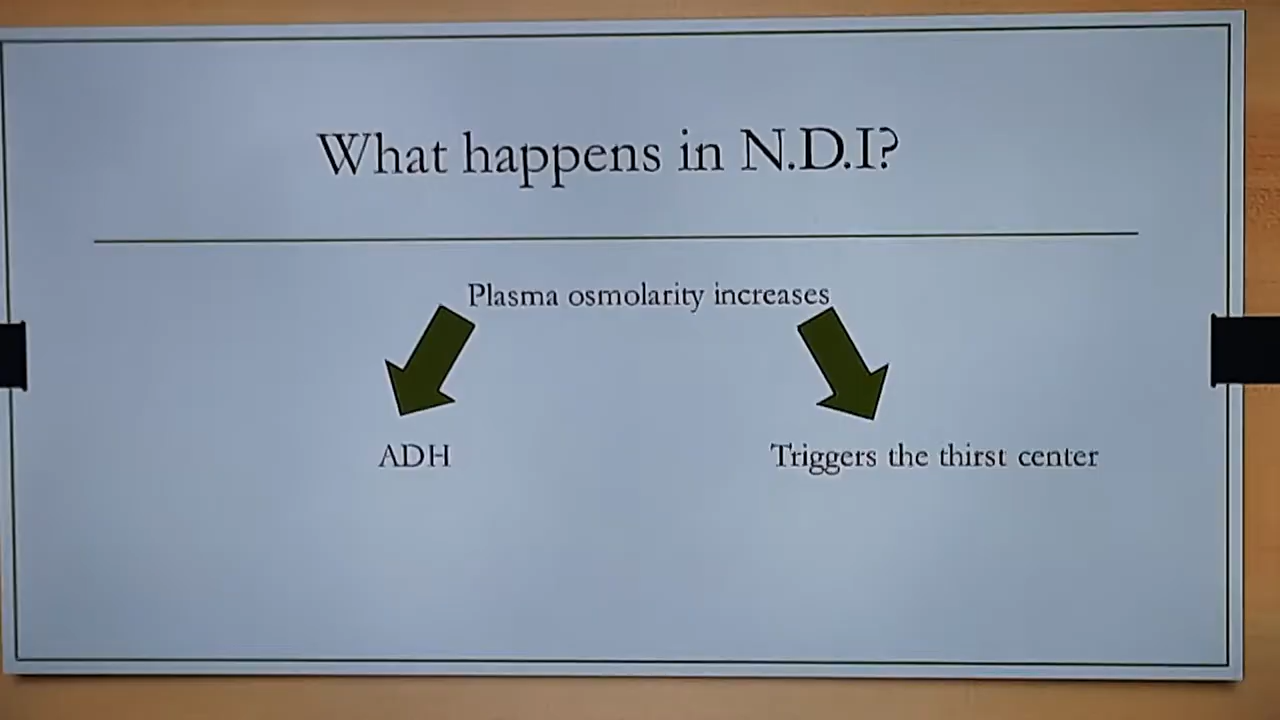 What happens in N.D.I?
Plasma osmolarity increases
ADH
Triggers the thirst center